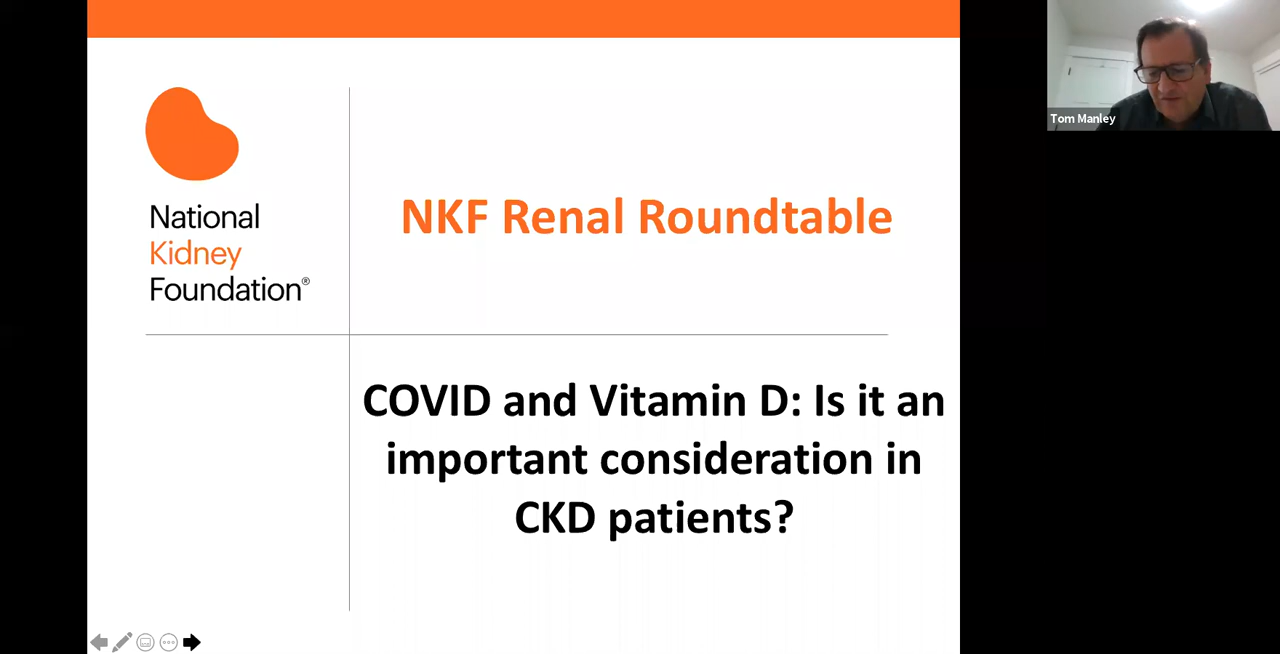 National
Kidney
Foundation®
NKF Renal Roundtable
COVID and Vitamin D: Is it an
important consideration in
CKD patients?
Tom Manley